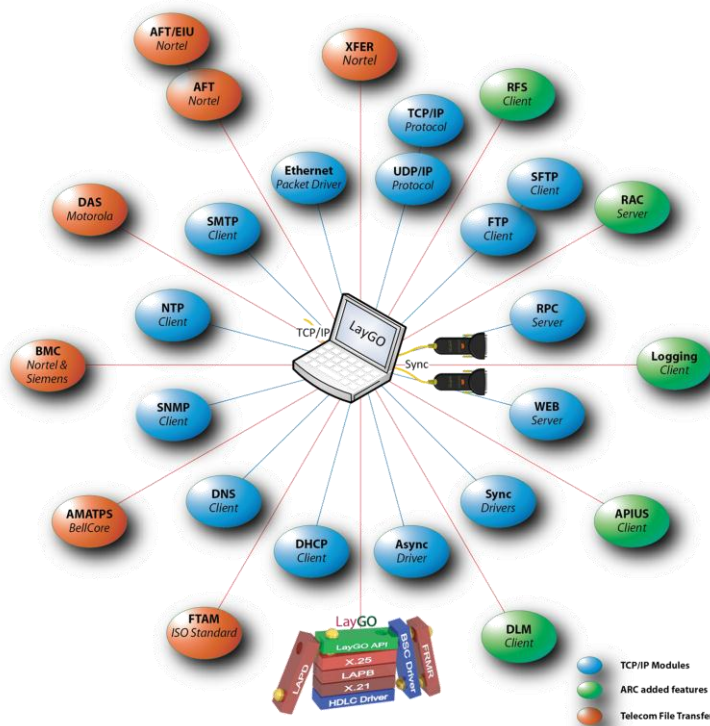 AFT/EIU
Nortel
XFER
Nortel
AFT
Nortel
RFS
Client
TCP/IP
Protocol
Ethernet
Packet Driver
UDP/IP
Protocol
SFTP
Client
DAS
Motorola
SMTP
Client
FTP
Client
RAC
Server
NTP
Client
RPC
Server
TCP/IP
LayGO
Sync
BMC
Nortel &
Siemens
Logging
Client
SNMP
Client
WEB
Server
AMATPS
BellCore
DNS
Client
Sync
Drivers
APIUS
Client
DHCP
Client
Async
Driver
FTAM
ISO Standard
LayGO
LayGO API
X.25
LAPB
X.21
HDLC Driver
LAPD
BSC Driver
FRMR
DLM
Client
TCP/IP Modules
ARC added features
Telecom File Transfer